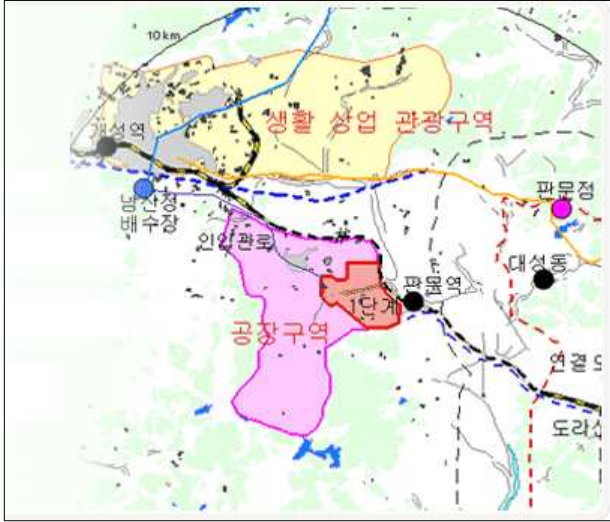 10 km
생활 상업 관광구역
개성역
판문점
남산정
배수장
인입관로
대성동
판문역
1단계
공장구역
연결도
도라산